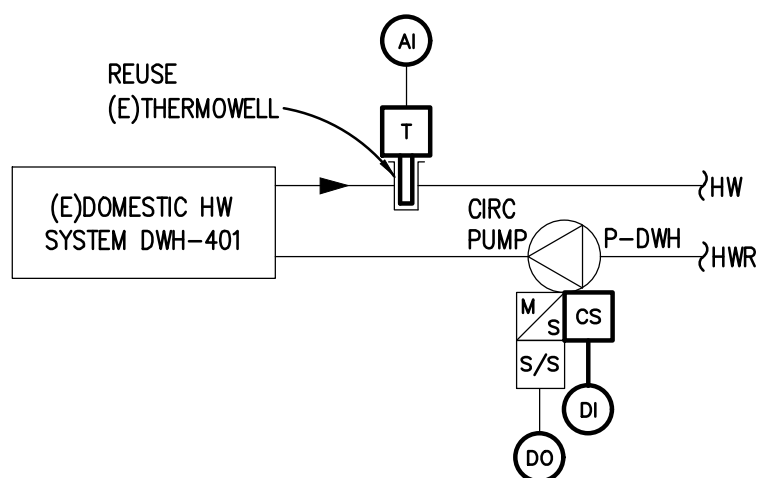 AI
REUSE
(E)THERMOWELL
T
(E)DOMESTIC HW
SYSTEM DWH-401
HW
CIRC
PUMP
P-DWH
HWR
M
S
CS
S/S
DI
DO